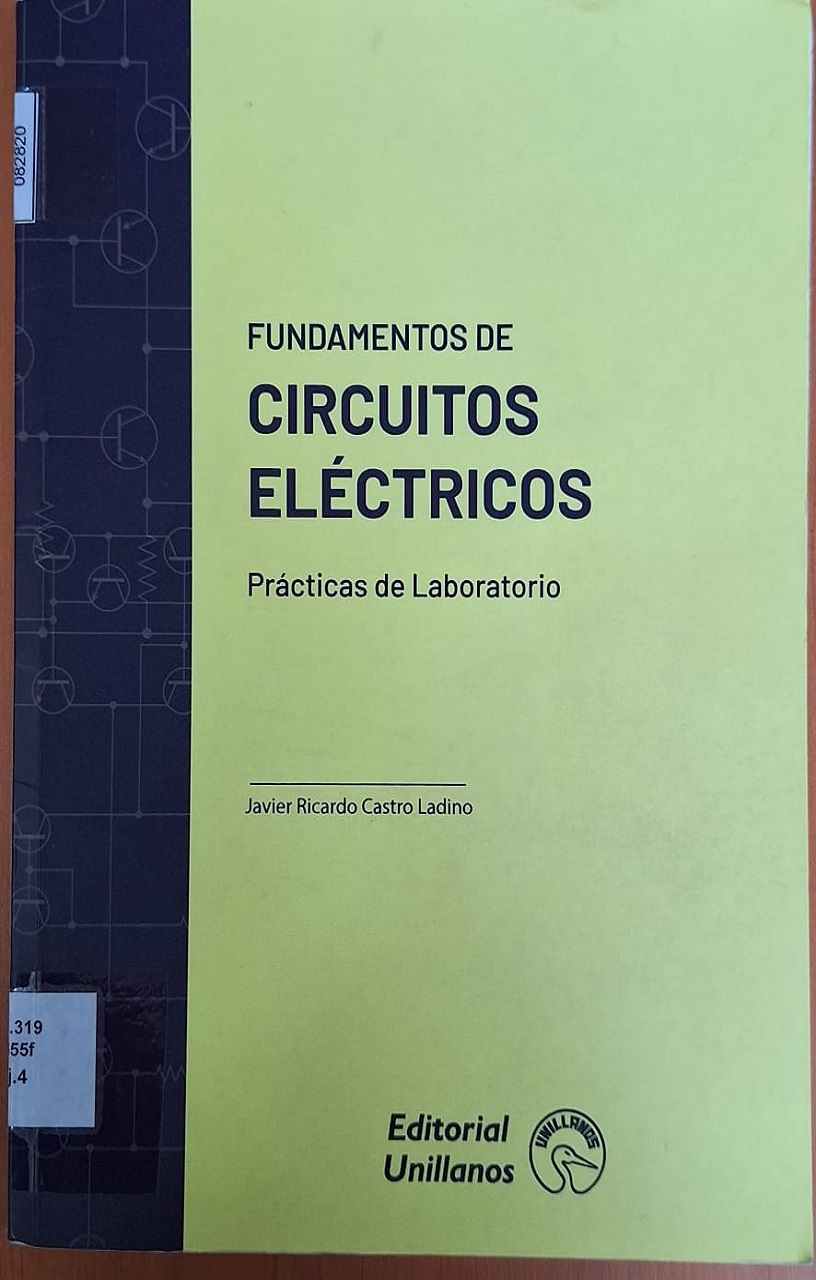 082820
FUNDAMENTOS DE
CIRCUITOS
ELÉCTRICOS
Prácticas de Laboratorio
Javier Ricardo Castro Ladino
.319
55f
j.4
Editorial
Unillanos
UNILLANOS